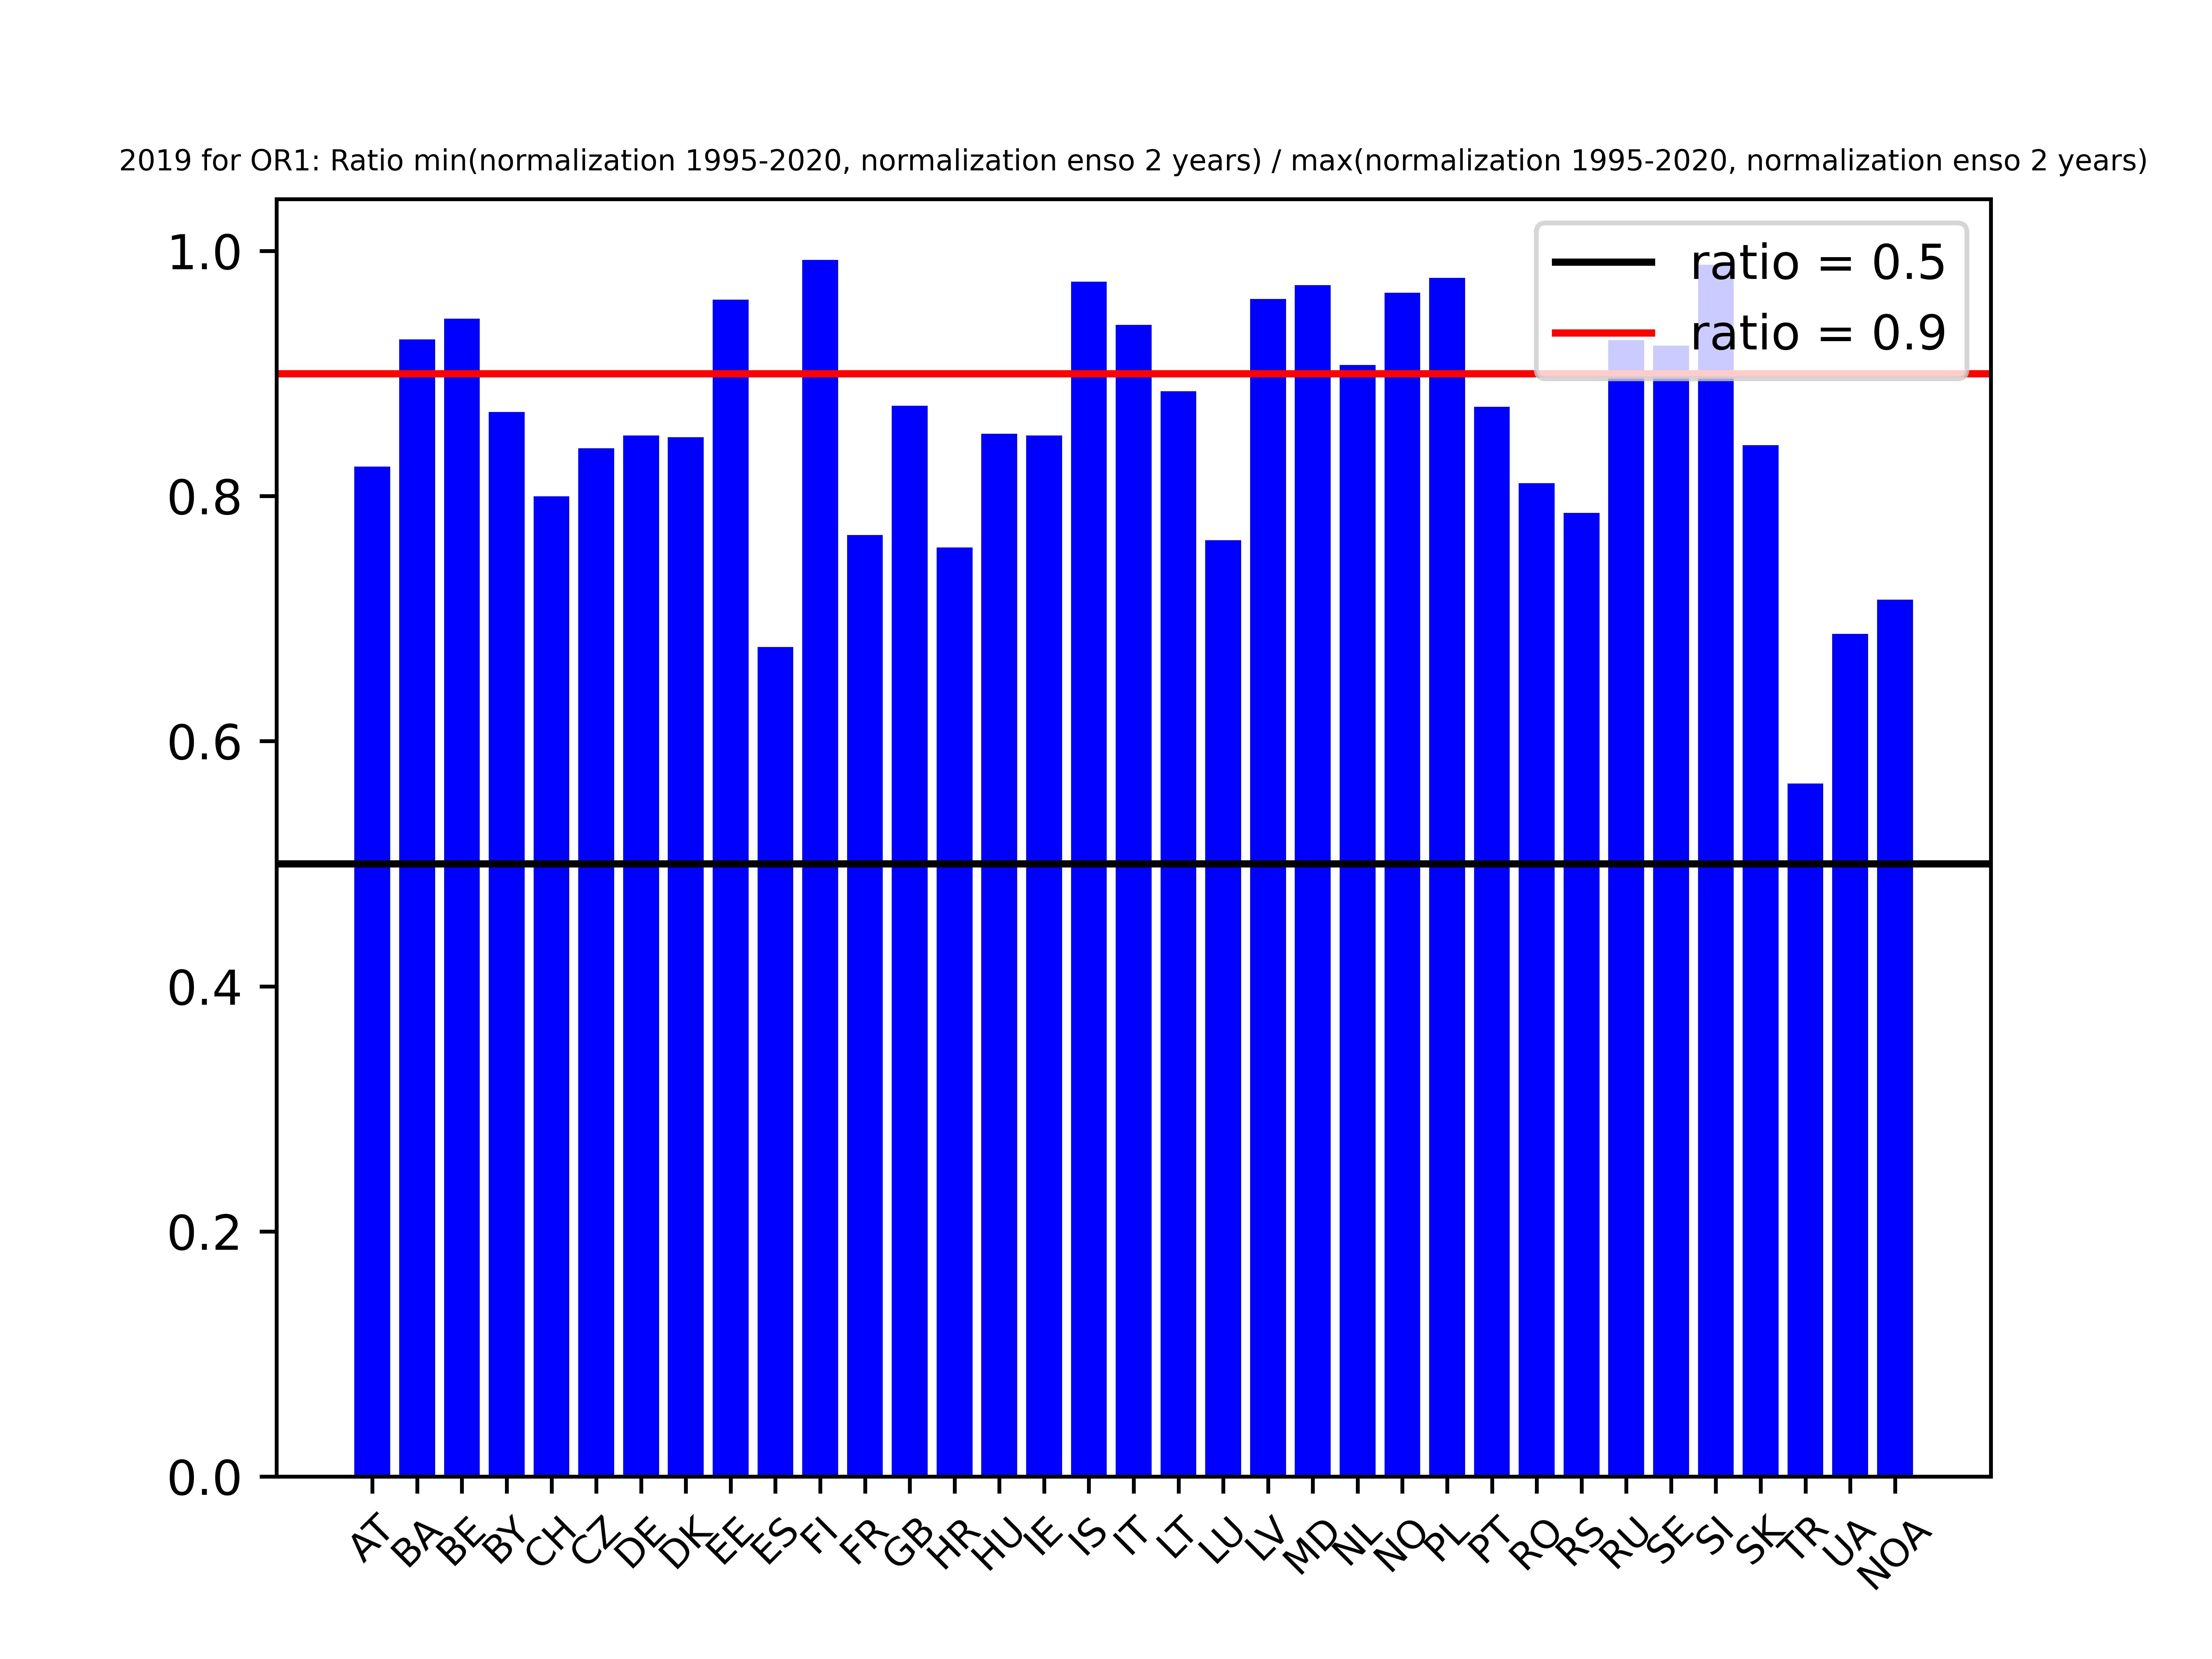 2019 for OR1: Ratio min(normalization 1995-2020, normalization enso 2 years) / max(normalization 1995-2020, normalization enso 2 years)
1.0
0.8
0.6
0.4
0.2
0.0
ratio = 0.5
ratio = 0.9
AT
BA
BE
BY
CH
CZ
DE
DK
EE
ES
FI
FR
GB
HR
HU
IE
IS
IT
LT
LU
LV
MD
NL
NO
PL
PT
RO
RS
RU
SE
SI
SK
TR
UA
NOA